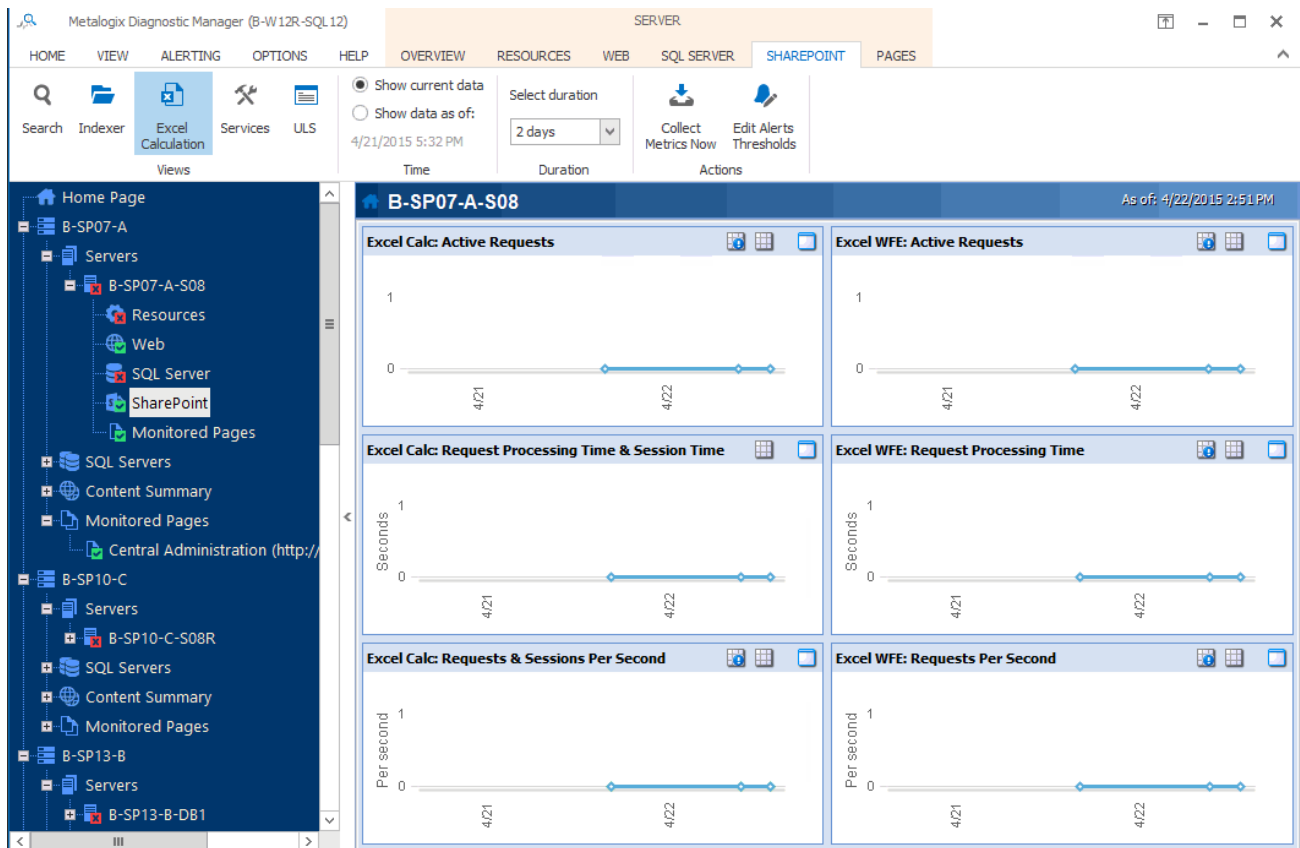 Metalogix Diagnostic Manager (B-W12R-SQL12)
SERVER
HOME VIEW ALERTING OPTIONS HELP OVERVIEW RESOURCES WEB SQL SERVER SHAREPOINT PAGES
Search Indexer Excel Calculation Services ULS
Views
Show current data
Show data as of:
4/21/2015 5:32 PM
Time
Select duration
2 days
Duration
Collect Metrics Now
Edit Alerts Thresholds
Actions
Home Page
B-SP07-A
Servers
B-SP07-A-S08
Resources
Web
SQL Server
SharePoint
Monitored Pages
SQL Servers
Content Summary
Monitored Pages
Central Administration (http://
B-SP10-C
Servers
B-SP10-C-S08R
SQL Servers
Content Summary
Monitored Pages
B-SP13-B
Servers
B-SP13-B-DB1
B-SP07-A-S08
As of: 4/22/2015 2:51 PM
Excel Calc: Active Requests
1
0
4/21
4/22
Excel WFE: Active Requests
1
0
4/21
4/22
Excel Calc: Request Processing Time & Session Time
Seconds
1
0
4/21
4/22
Excel WFE: Request Processing Time
Seconds
1
0
4/21
4/22
Excel Calc: Requests & Sessions Per Second
Per second
1
0
4/21
4/22
Excel WFE: Requests Per Second
Per second
1
0
4/21
4/22